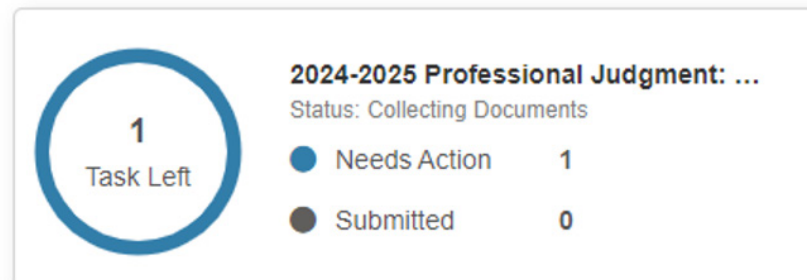 1
Task Left
2024-2025 Professional Judgment: ...
Status: Collecting Documents
Needs Action 1
Submitted 0